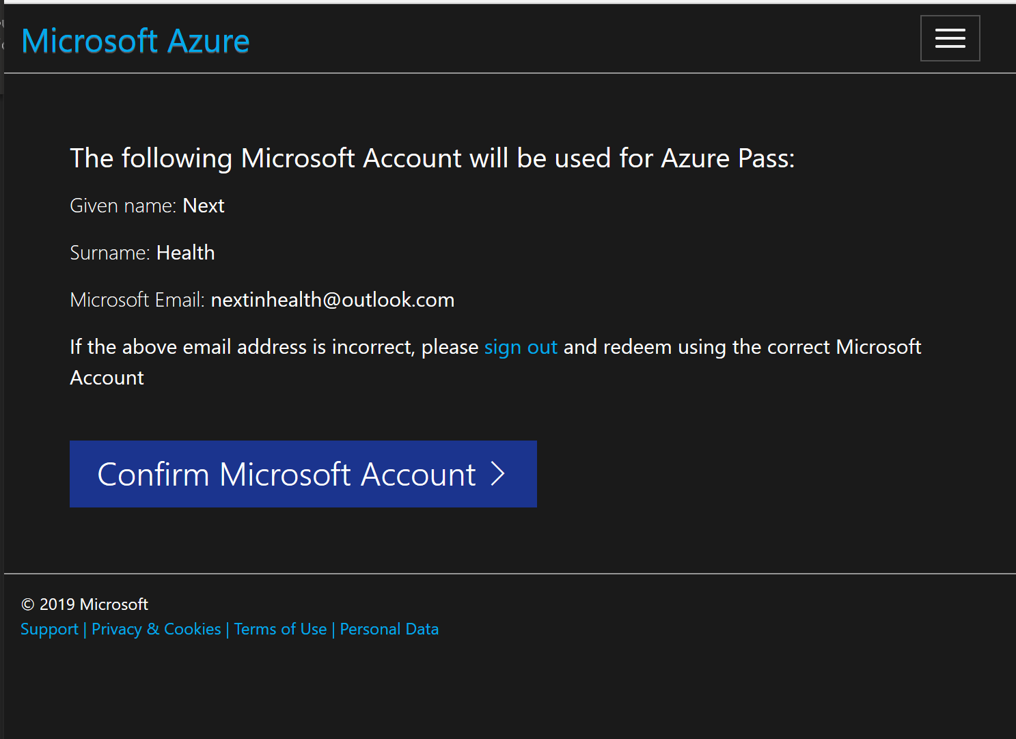 Microsoft Azure
The following Microsoft Account will be used for Azure Pass:
Given name: Next
Surname: Health
Microsoft Email: nextinhealth@outlook.com
If the above email address is incorrect, please sign out and redeem using the correct Microsoft
Account
Confirm Microsoft Account
© 2019 Microsoft
Support | Privacy & Cookies | Terms of Use | Personal Data